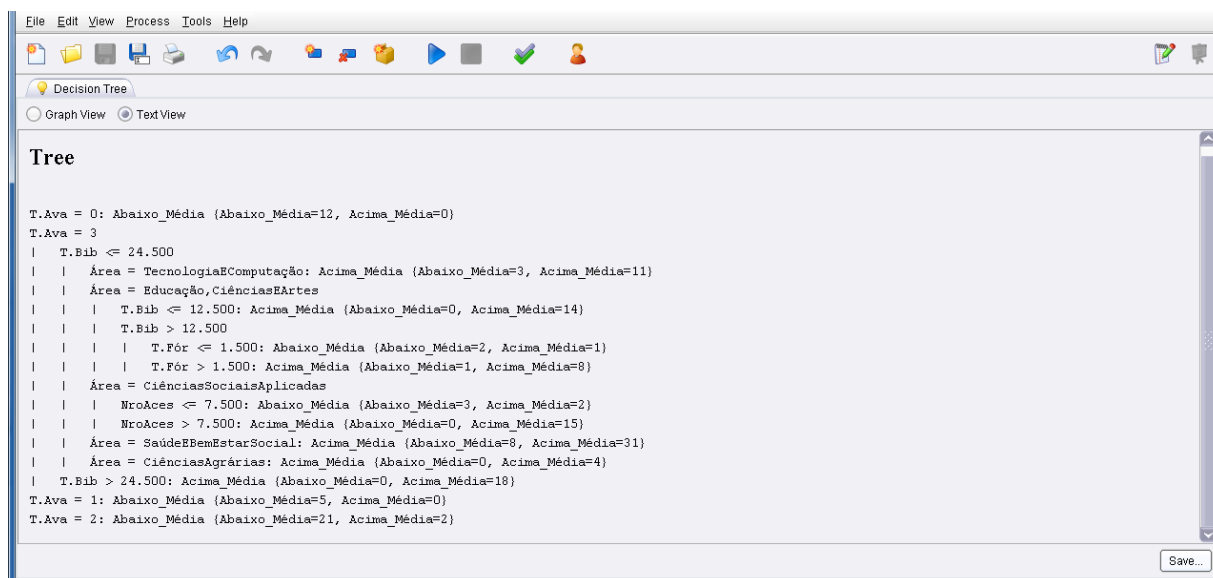 File Edit View Process Tools Help
Decision Tree
Graph View Text View
Tree
T.Ava = 0: Abaixo_Média {Abaixo_Média=12, Acima_Média=0}
T.Ava = 3
| T.Bib <= 24.500
| | Área = TecnologiaEComputação: Acima_Média {Abaixo_Média=3, Acima_Média=11}
| | Área = Educação,CiênciasEArtes
| | | T.Bib <= 12.500: Acima_Média {Abaixo_Média=0, Acima_Média=14}
| | | T.Bib > 12.500
| | | | T.Fór <= 1.500: Abaixo_Média {Abaixo_Média=2, Acima_Média=1}
| | | | T.Fór > 1.500: Acima_Média {Abaixo_Média=1, Acima_Média=8}
| | Área = CiênciasSociaisAplicadas
| | | NroAces <= 7.500: Abaixo_Média {Abaixo_Média=3, Acima_Média=2}
| | | NroAces > 7.500: Acima_Média {Abaixo_Média=0, Acima_Média=15}
| | Área = SaúdeEBemEstarSocial: Acima_Média {Abaixo_Média=8, Acima_Média=31}
| | Área = CiênciasAgrárias: Acima_Média {Abaixo_Média=0, Acima_Média=4}
| T.Bib > 24.500: Acima_Média {Abaixo_Média=0, Acima_Média=18}
T.Ava = 1: Abaixo_Média {Abaixo_Média=5, Acima_Média=0}
T.Ava = 2: Abaixo_Média {Abaixo_Média=21, Acima_Média=2}
Save...